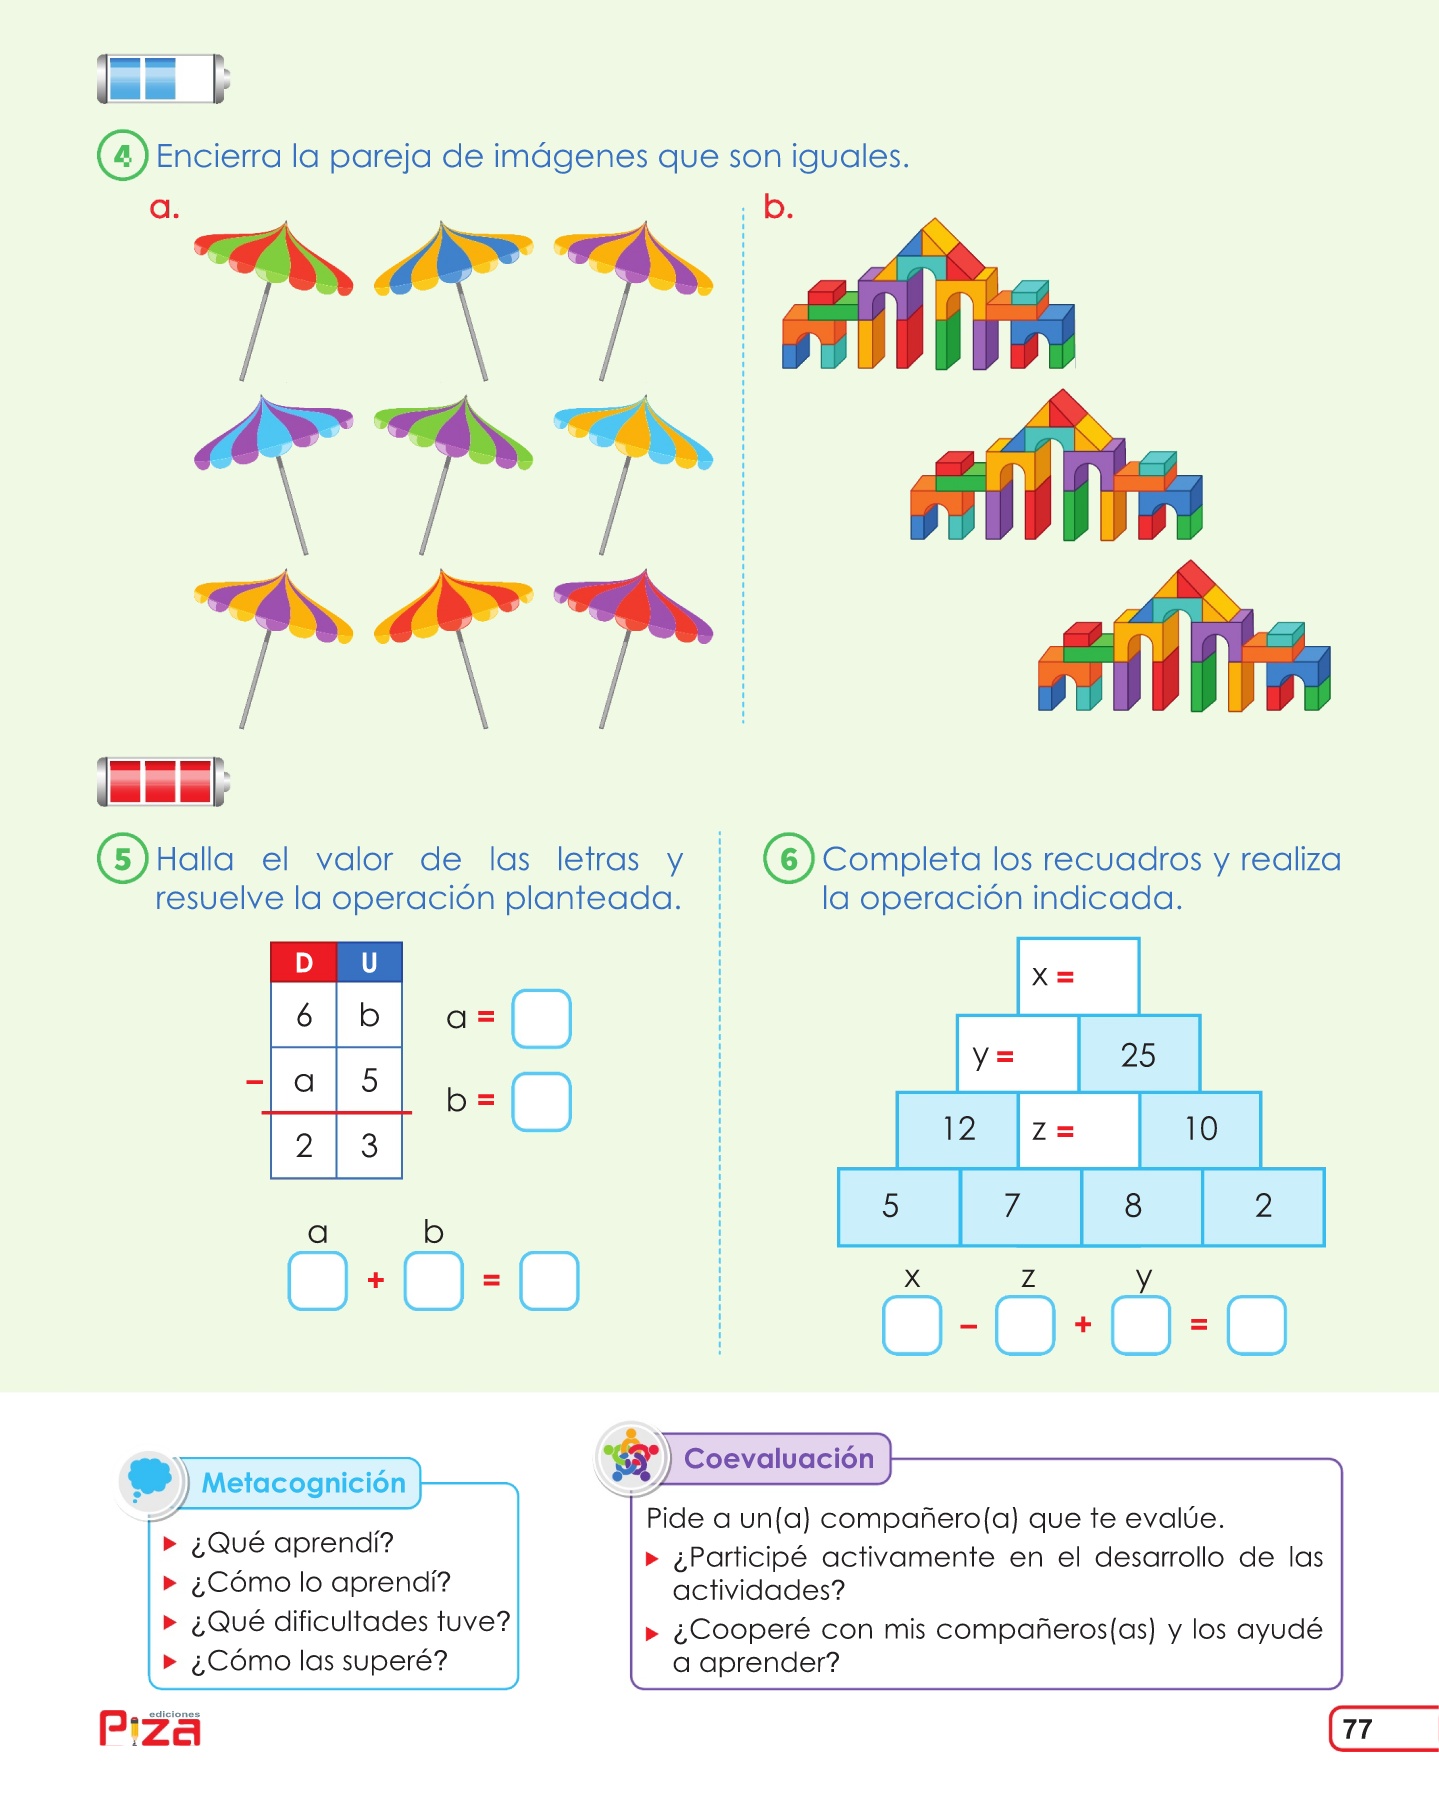 4 Encierra la pareja de imágenes que son iguales.
a.
b.
5 Halla el valor de las letras y
resuelve la operación planteada.
D U
6 b
– a 5
2 3
a =
b =
a b
+ =
6 Completa los recuadros y realiza
la operación indicada.
x =
y = 25
12 z = 10
5 7 8 2
x z y
– + =
Metacognición
¿Qué aprendí?
¿Cómo lo aprendí?
¿Qué dificultades tuve?
¿Cómo las superé?
Coevaluación
Pide a un(a) compañero(a) que te evalúe.
¿Participé activamente en el desarrollo de las
actividades?
¿Cooperé con mis compañeros(as) y los ayudé
a aprender?
ediciones
Piza
77